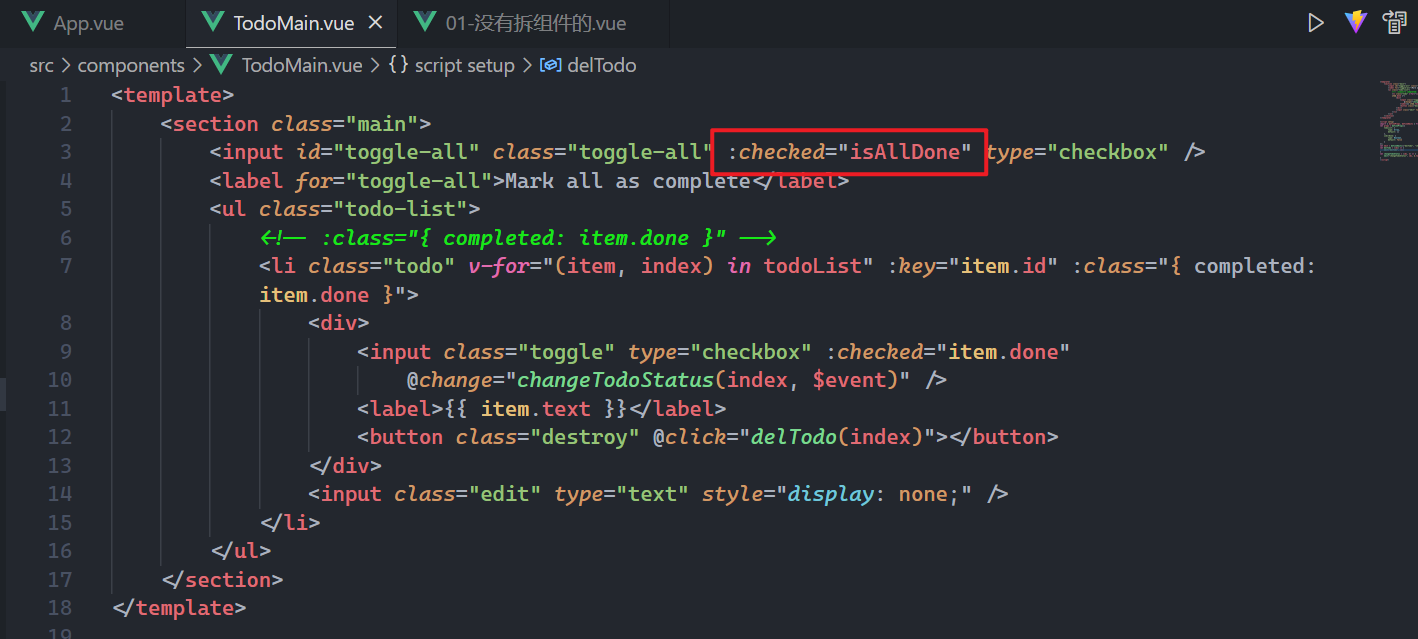 App.vue TodoMain.vue × 01-没有拆组件的.vue
src > components > TodoMain.vue > {} script setup > delTodo
1 <template>
2 <section class="main">
3 <input id="toggle-all" class="toggle-all" :checked="isAllDone" type="checkbox" />
4 <label for="toggle-all">Mark all as complete</label>
5 <ul class="todo-list">
6 <!-- :class="{ completed: item.done }" -->
7 <li class="todo" v-for="(item, index) in todoList" :key="item.id" :class="{ completed:
item.done }">
8 <div>
9 <input class="toggle" type="checkbox" :checked="item.done"
10 @change="changeTodoStatus(index, $event)" />
11 <label>{{ item.text }}</label>
12 <button class="destroy" @click="delTodo(index)"></button>
13 </div>
14 <input class="edit" type="text" style="display: none;" />
15 </li>
16 </ul>
17 </section>
18 </template>
19